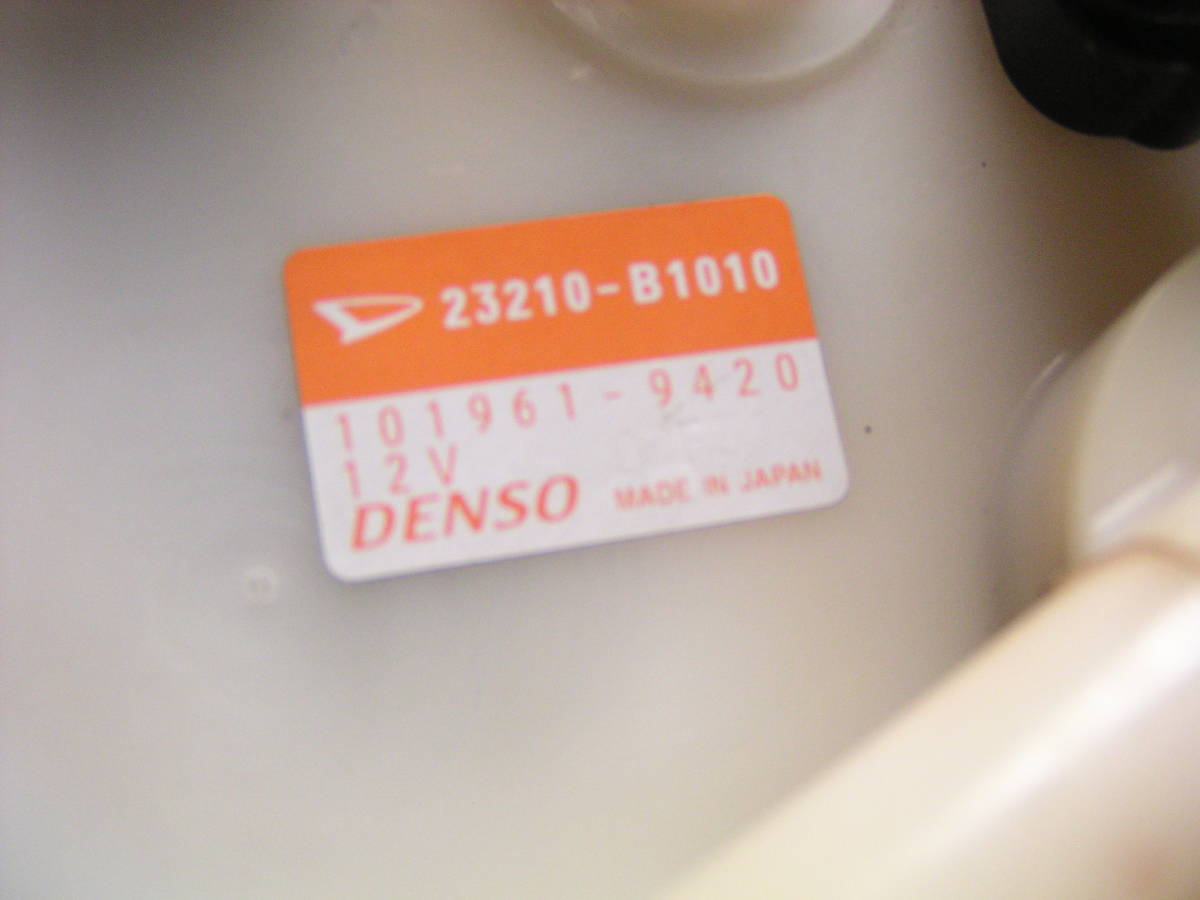 23210-B1010
101961-9420
12V
DENSO MADE IN JAPAN